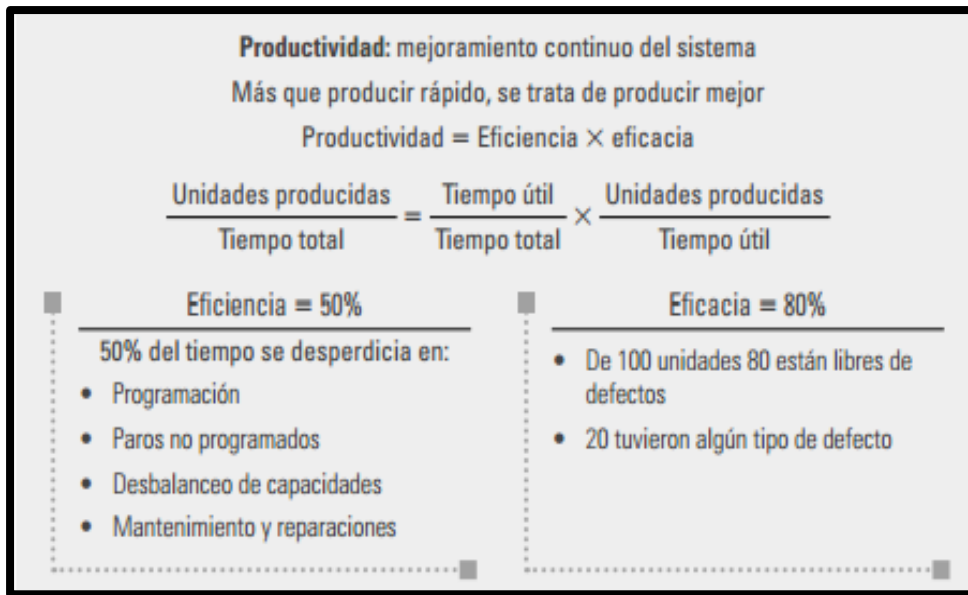 Productividad: mejoramiento continuo del sistema
Más que producir rápido, se trata de producir mejor
Productividad = Eficiencia × eficacia
Unidades producidas / Tiempo total = Tiempo útil / Tiempo total × Unidades producidas / Tiempo útil
Eficiencia = 50%
50% del tiempo se desperdicia en:
• Programación
• Paros no programados
• Desbalanceo de capacidades
• Mantenimiento y reparaciones
Eficacia = 80%
• De 100 unidades 80 están libres de
defectos
• 20 tuvieron algún tipo de defecto